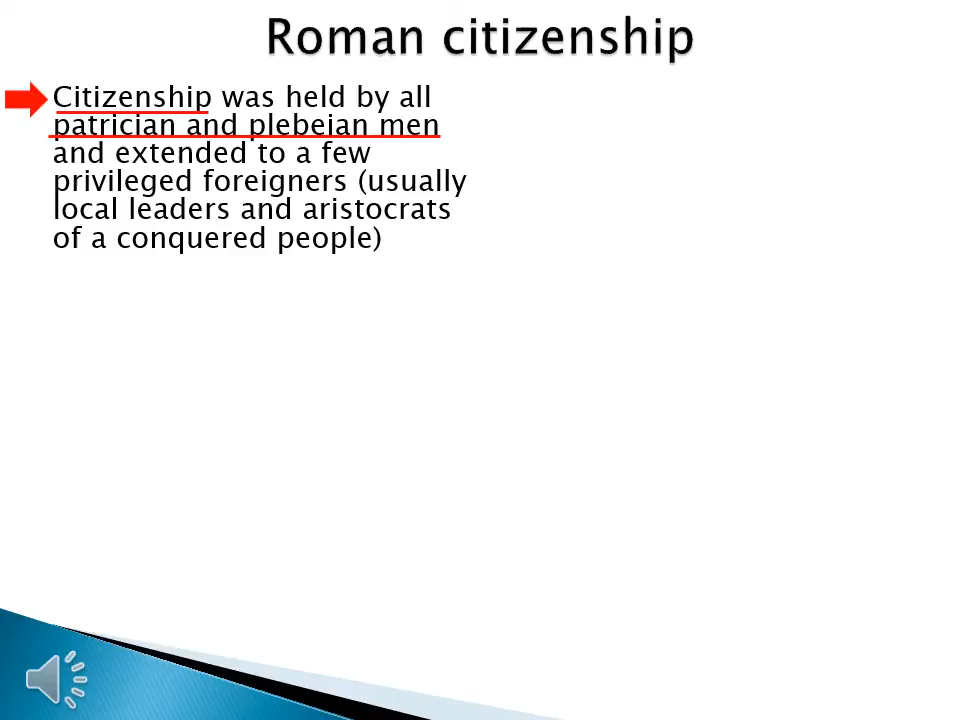 Roman citizenship
Citizenship was held by all
patrician and plebeian men
and extended to a few
privileged foreigners (usually
local leaders and aristocrats
of a conquered people)